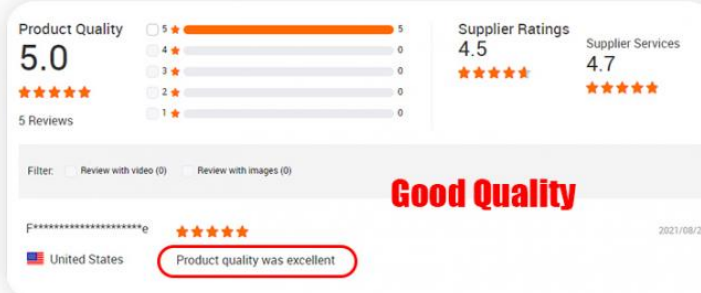 Product Quality
5.0
5 Reviews
5 5
4 0
3 0
2 0
1 0
Supplier Ratings
4.5
Supplier Services
4.7
Filter: Review with video (0) Review with images (0)
Good Quality
F*********************e
2021/08/2
United States
Product quality was excellent